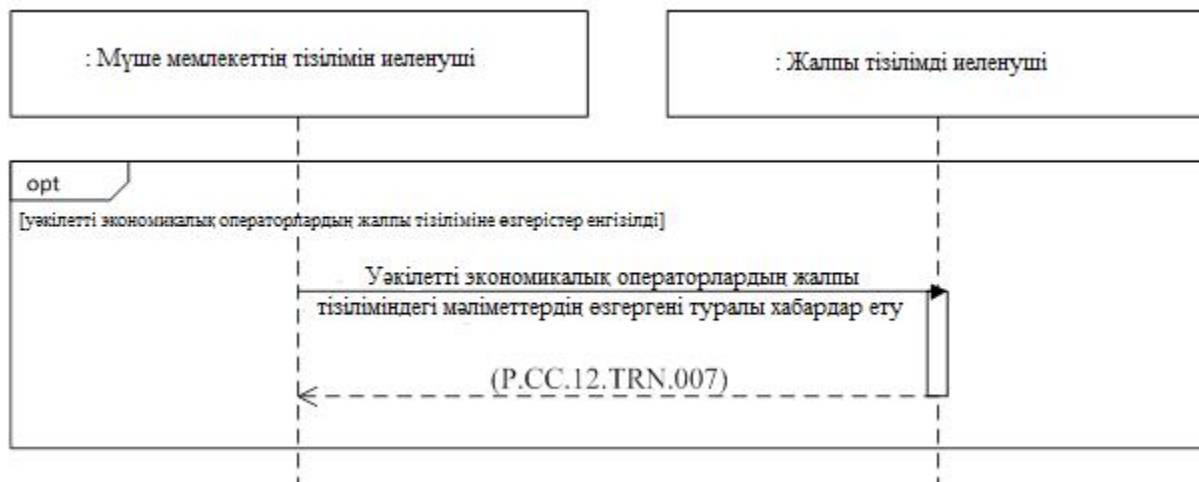 : Мүше мемлекеттің тізілімін иеленуші
: Жалпы тізілімді иеленуші
opt
[уәкілетті экономикалық операторлардың жалпы тізіліміне өзгерістер енгізілді]
Уәкілетті экономикалық операторлардың жалпы
тізіліміндегі мәліметтердің өзгергені туралы хабардар ету
(P.CC.12.TRN.007)